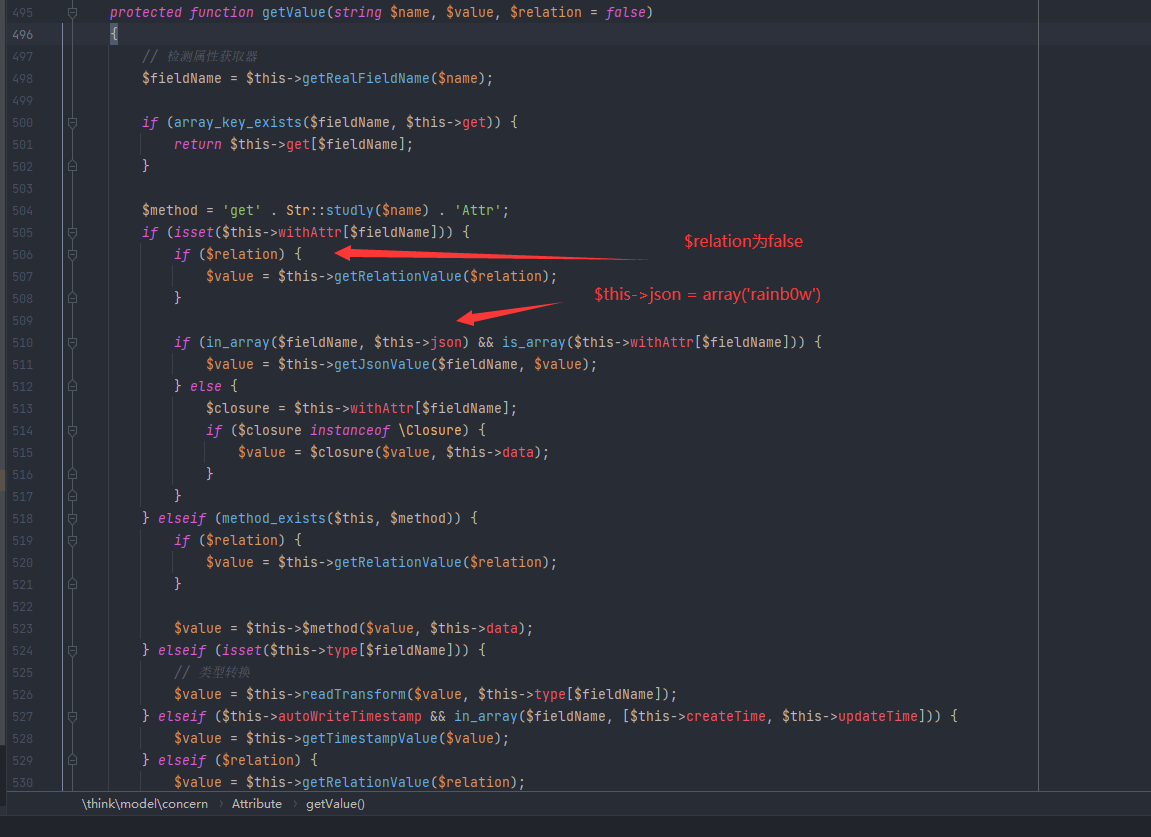 495 protected function getValue(string $name, $value, $relation = false)
496 {
497 // 检测属性获取器
498 $fieldName = $this->getRealFieldName($name);
499
500 if (array_key_exists($fieldName, $this->get)) {
501 return $this->get[$fieldName];
502 }
503
504 $method = 'get' . Str::studly($name) . 'Attr';
505 if (isset($this->withAttr[$fieldName])) {
$relation为false
506 if ($relation) {
507 $value = $this->getRelationValue($relation);
508 }
$this->json = array('rainb0w')
509
510 if (in_array($fieldName, $this->json) && is_array($this->withAttr[$fieldName])) {
511 $value = $this->getJsonValue($fieldName, $value);
512 } else {
513 $closure = $this->withAttr[$fieldName];
514 if ($closure instanceof \Closure) {
515 $value = $closure($value, $this->data);
516 }
517 }
518 } elseif (method_exists($this, $method)) {
519 if ($relation) {
520 $value = $this->getRelationValue($relation);
521 }
522
523 $value = $this->$method($value, $this->data);
524 } elseif (isset($this->type[$fieldName])) {
525 // 类型转换
526 $value = $this->readTransform($value, $this->type[$fieldName]);
527 } elseif ($this->autoWriteTimestamp && in_array($fieldName, [$this->createTime, $this->updateTime])) {
528 $value = $this->getTimestampValue($value);
529 } elseif ($relation) {
530 $value = $this->getRelationValue($relation);
\think\model\concern › Attribute › getValue()